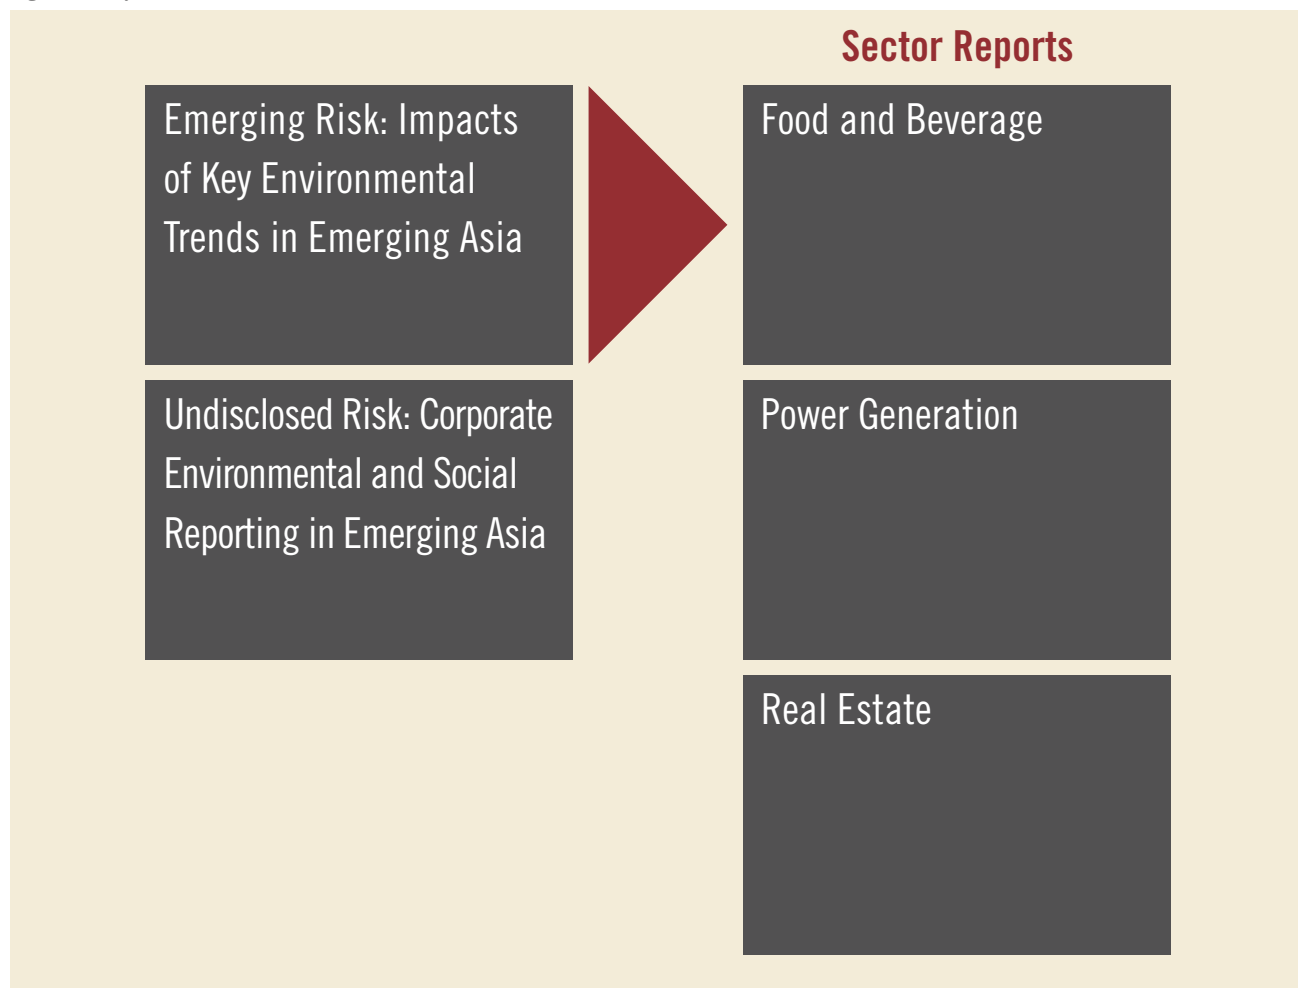 Sector Reports
Emerging Risk: Impacts
of Key Environmental
Trends in Emerging Asia
Undisclosed Risk: Corporate
Environmental and Social
Reporting in Emerging Asia
Food and Beverage
Power Generation
Real Estate